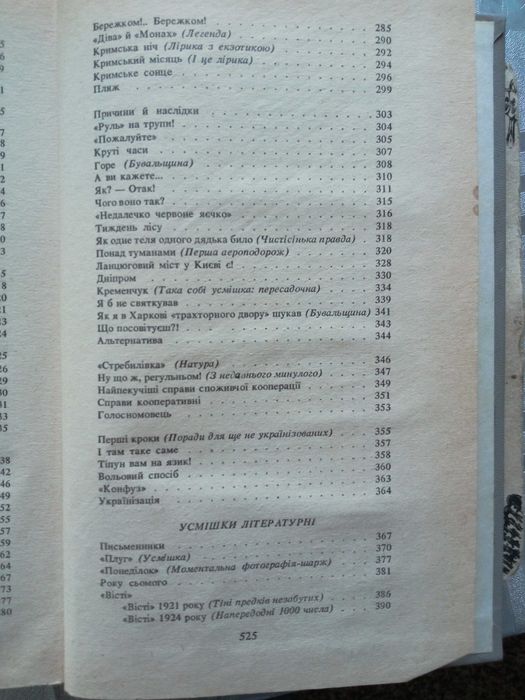 Бережком!.. Бережком! 285
«Діва» й «Монах» (Легенда) 290
Кримська ніч (Лірика з екзотикою) 292
Кримський місяць (І це лірика) 294
Кримське сонце 296
Пляж 299
Причини й наслідки 303
«Руль» на трупи! 304
«Пожалуйте» 305
Круті часи 307
Горе (Бувальщина) 308
А ви кажете... 310
Як? — Отак! 311
Чого воно так? 315
«Недалечко червоне яєчко» 316
Тиждень лісу 318
Як одне теля одного дядька било (Чистісінька правда) 318
Понад туманами (Перша аероподорож) 320
Ланцюговий міст у Києві є! 328
Дніпром 330
Кременчук (Така собі усмішка: пересадочна) 334
Я б не святкував 339
Як я в Харкові «тракторного двору» шукав (Бувальщина) 341
Що посовітуєш?! 343
Альтернатива 344
«Стребилівка» (Натура) 346
Ну що ж, регульном! (З недавнього минулого) 347
Найпекучіші справи споживчої кооперації 349
Справи кооперативні 351
Голосномовець 353
Перші кроки (Поради для ще не українізованих) 355
І там таке саме 357
Тіпун вам на язик! 358
Вольовий спосіб 360
«Конфуз» 363
Українізація 364
УСМІШКИ ЛІТЕРАТУРНІ
Письменники 367
«Плуг» (Усмішка) 370
«Понеділок» (Моментальна фотографія-шарж) 377
Року сьомого 381
«Вісті»
«Вісті» 1921 року (Тіні предків незабутих) 386
«Вісті» 1924 року (Напередодні 1000 числа) 390
525